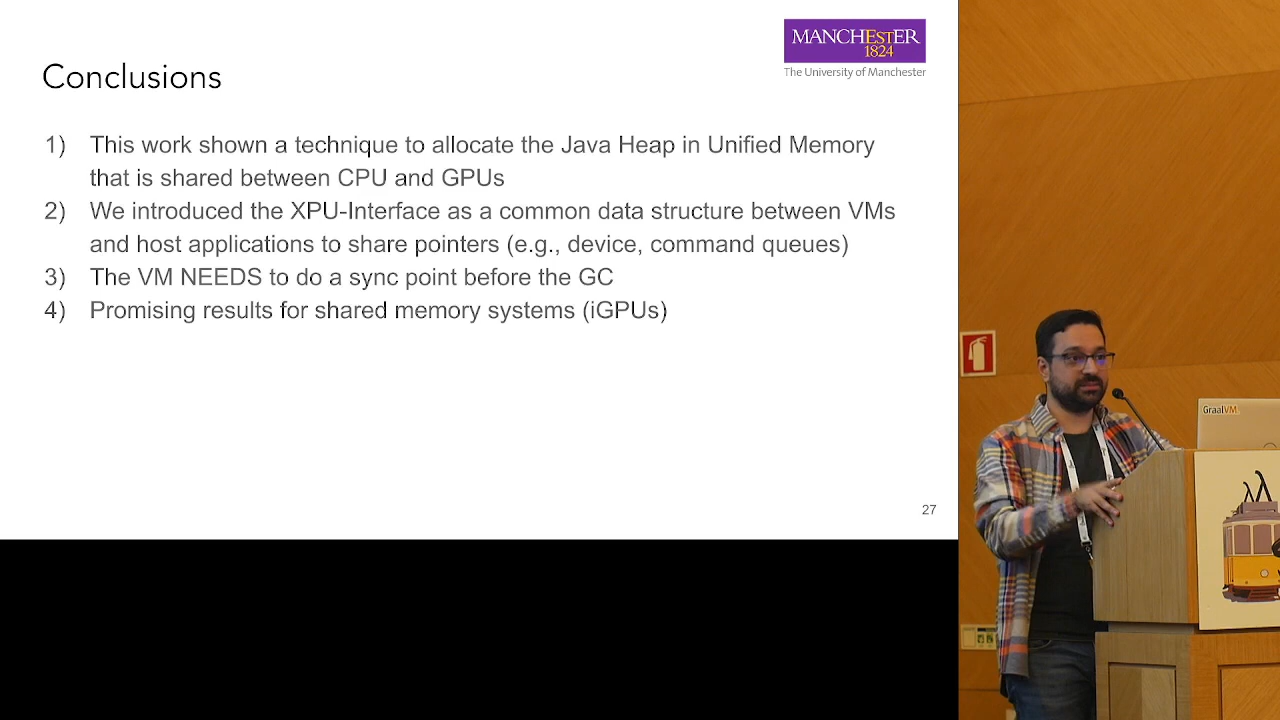 MANCHESTER
1824
The University of Manchester
Conclusions
1) This work shown a technique to allocate the Java Heap in Unified Memory
that is shared between CPU and GPUs
2) We introduced the XPU-Interface as a common data structure between VMs
and host applications to share pointers (e.g., device, command queues)
3) The VM NEEDS to do a sync point before the GC
4) Promising results for shared memory systems (iGPUs)
27
GraalVM